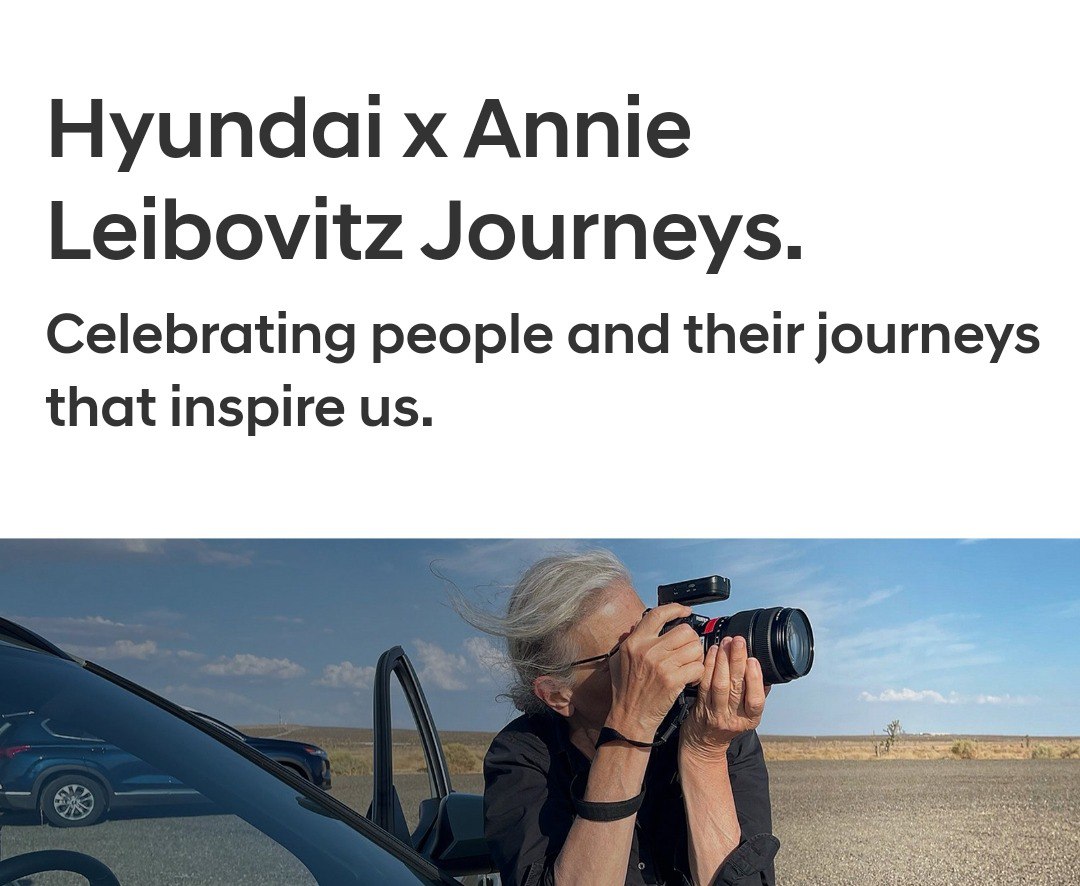 Hyundai x Annie
Leibovitz Journeys.
Celebrating people and their journeys
that inspire us.